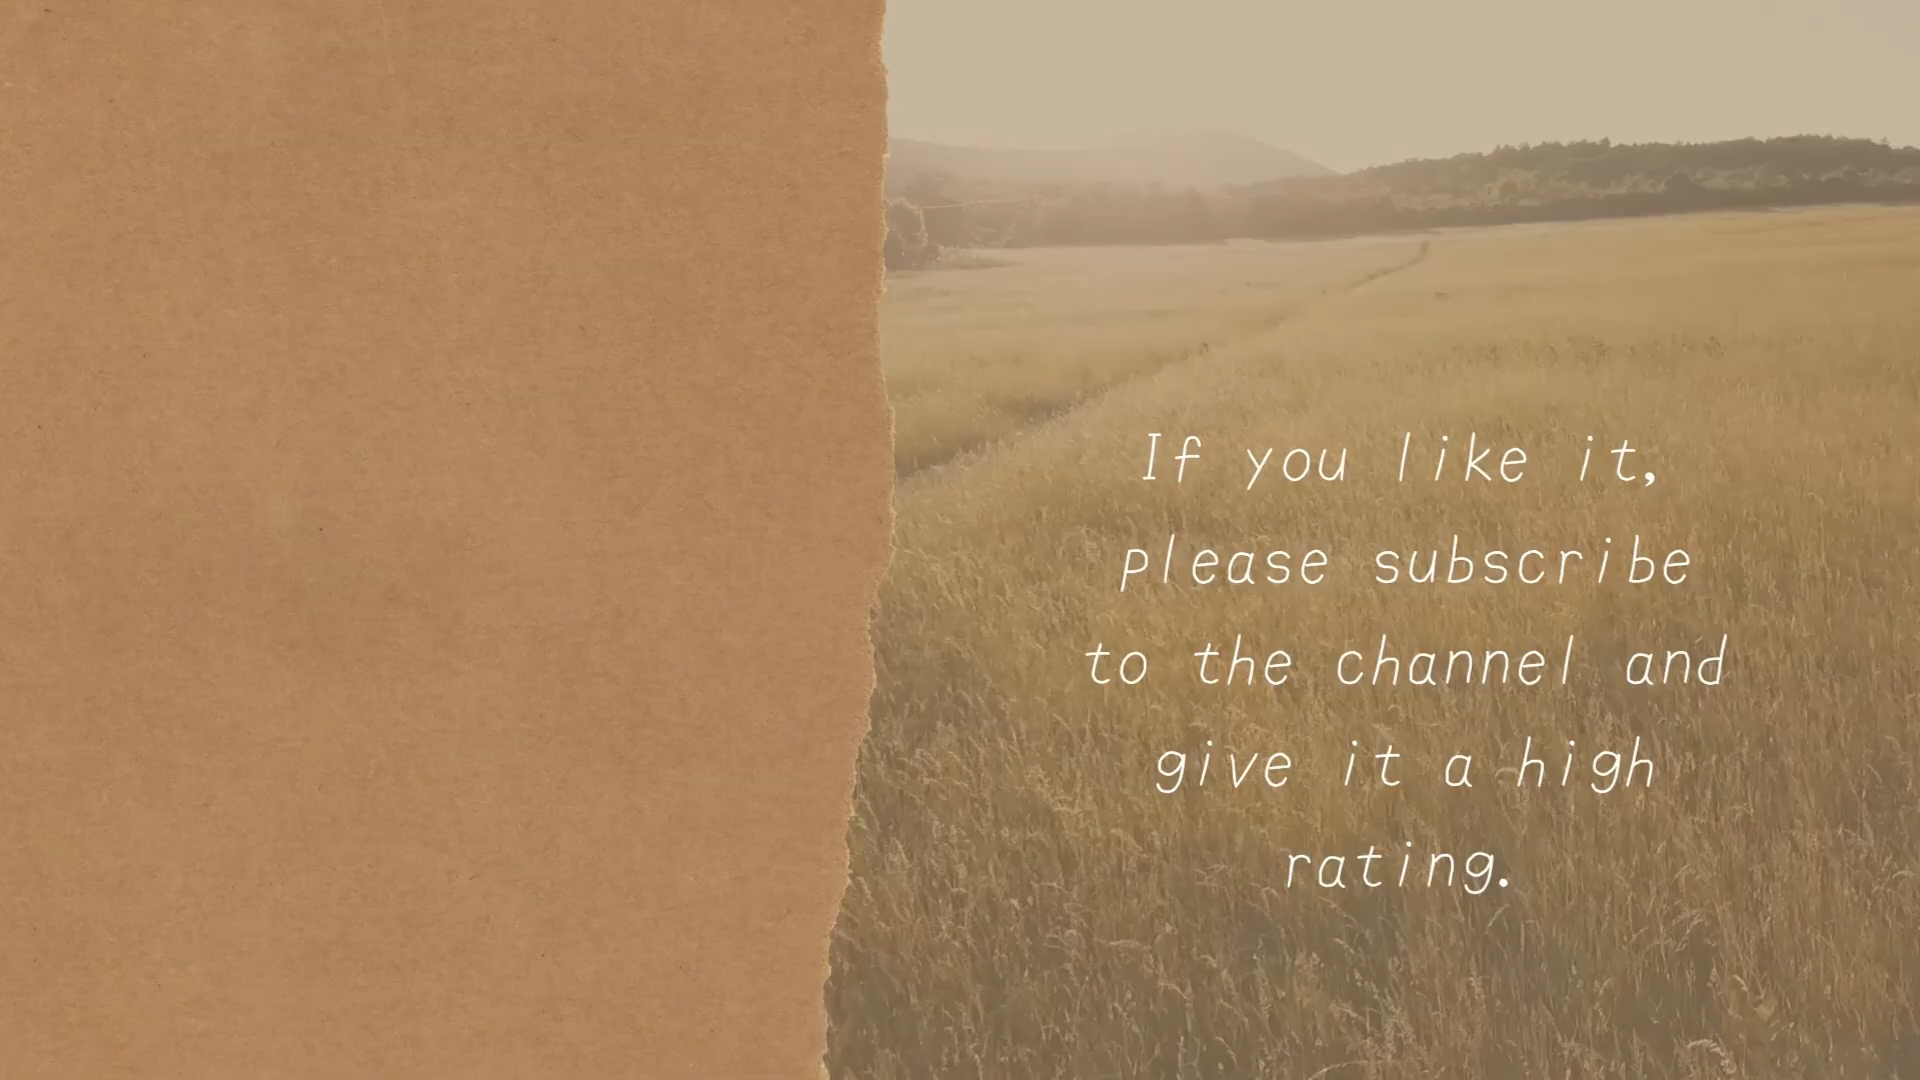 If you like it,
please subscribe
to the channel and
give it a high
rating.